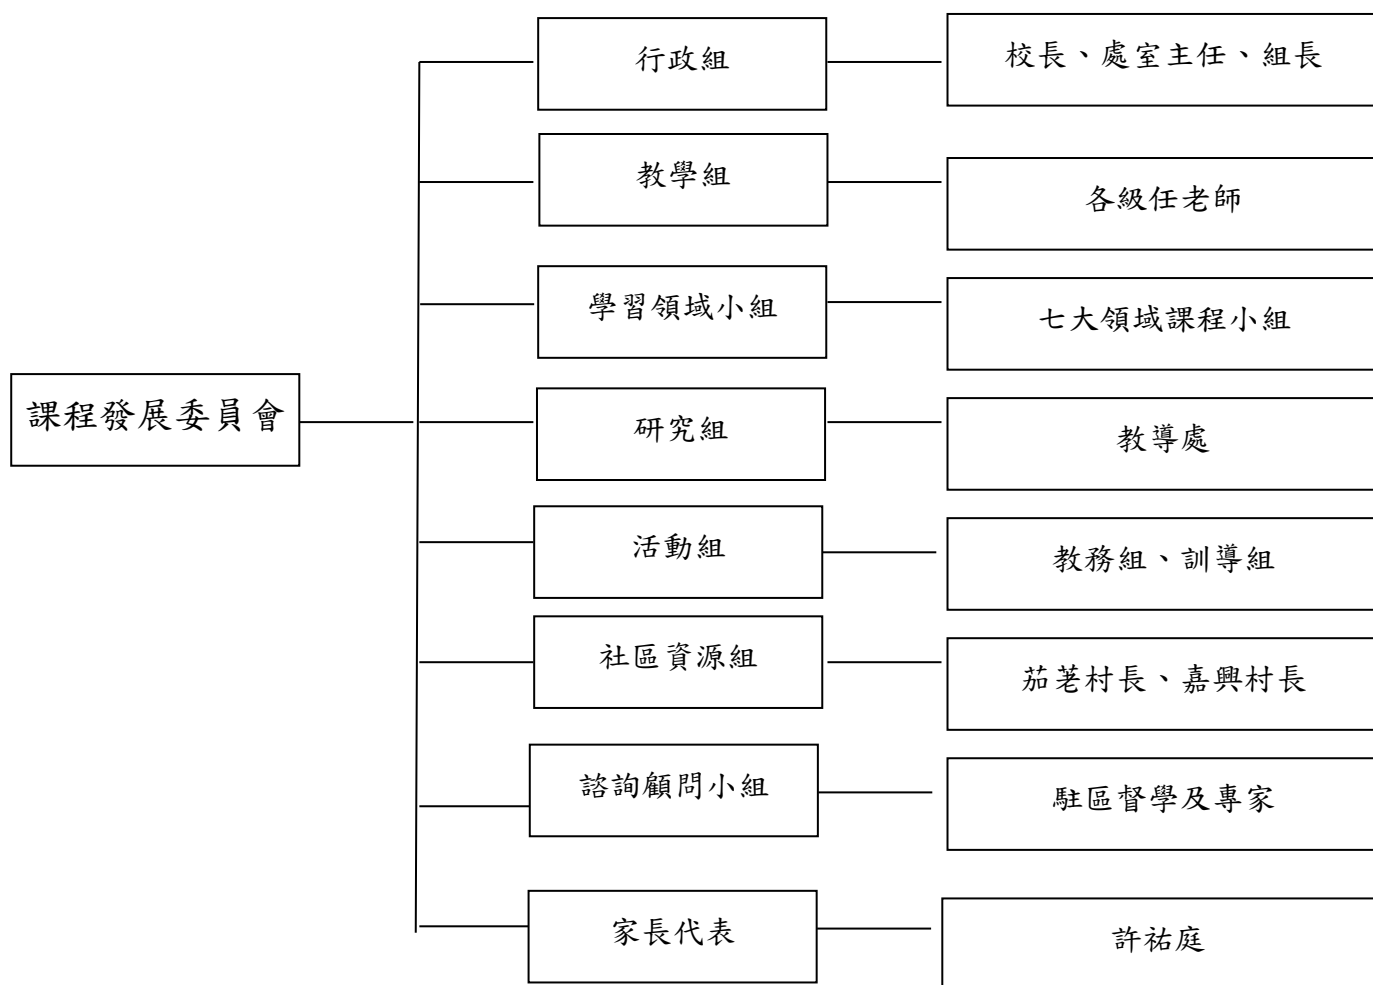 行政組
校長、處室主任、組長
教學組
各級任老師
學習領域小組
七大領域課程小組
課程發展委員會
研究組
教導處
活動組
教務組、訓導組
社區資源組
茄荖村長、嘉興村長
諮詢顧問小組
駐區督學及專家
家長代表
許祐庭